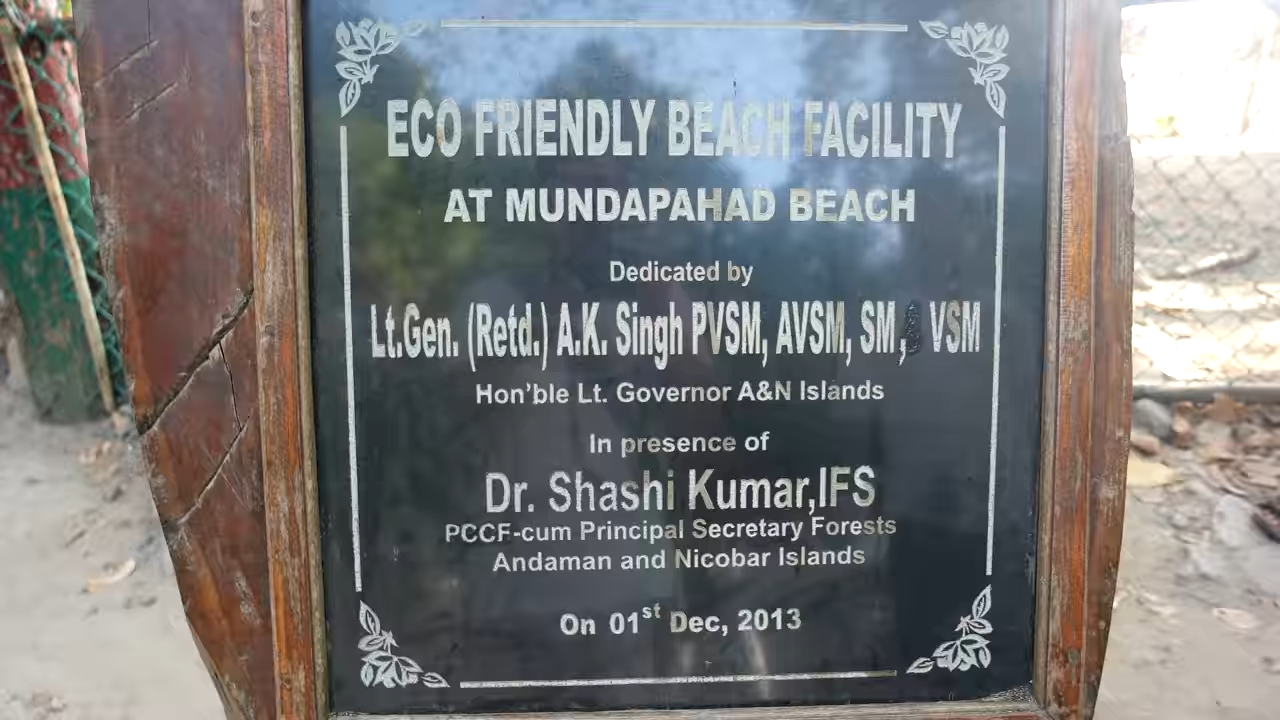 ECO FRIENDLY BEACH FACILITY
AT MUNDAPAHAD BEACH
Dedicated by
Lt.Gen. (Retd.) A.K. Singh PVSM, AVSM, SM, VSM
Hon'ble Lt. Governor A&N Islands
In presence of
Dr. Shashi Kumar,IFS
PCCF-cum Principal Secretary Forests
Andaman and Nicobar Islands
On 01st Dec, 2013